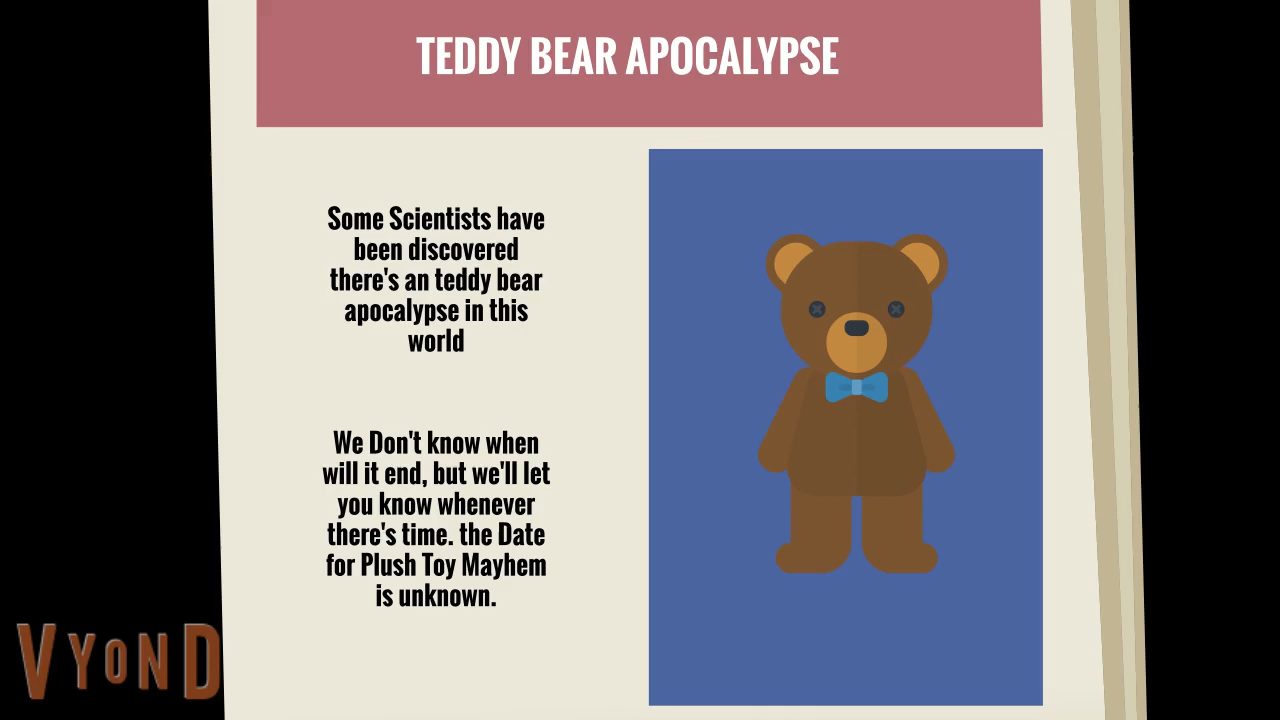 TEDDY BEAR APOCALYPSE
Some Scientists have
been discovered
there's an teddy bear
apocalypse in this
world
We Don't know when
will it end, but we'll let
you know whenever
there's time. the Date
for Plush Toy Mayhem
is unknown.
VYOND